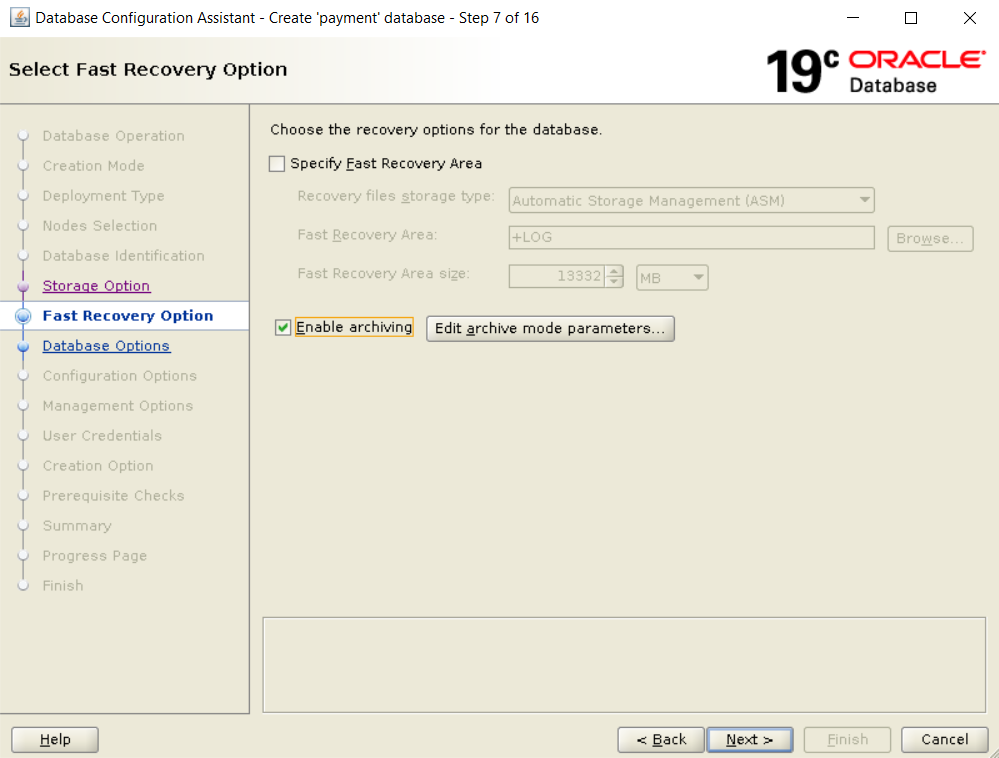 Database Configuration Assistant - Create 'payment' database - Step 7 of 16
Select Fast Recovery Option
19c ORACLE
Database
Database Operation
Creation Mode
Deployment Type
Nodes Selection
Database Identification
Storage Option
Fast Recovery Option
Database Options
Configuration Options
Management Options
User Credentials
Creation Option
Prerequisite Checks
Summary
Progress Page
Finish
Choose the recovery options for the database.
Specify Fast Recovery Area
Recovery files storage type: Automatic Storage Management (ASM)
Fast Recovery Area: +LOG Browse...
Fast Recovery Area size: 13332 MB
Enable archiving Edit archive mode parameters...
Help < Back Next > Finish Cancel